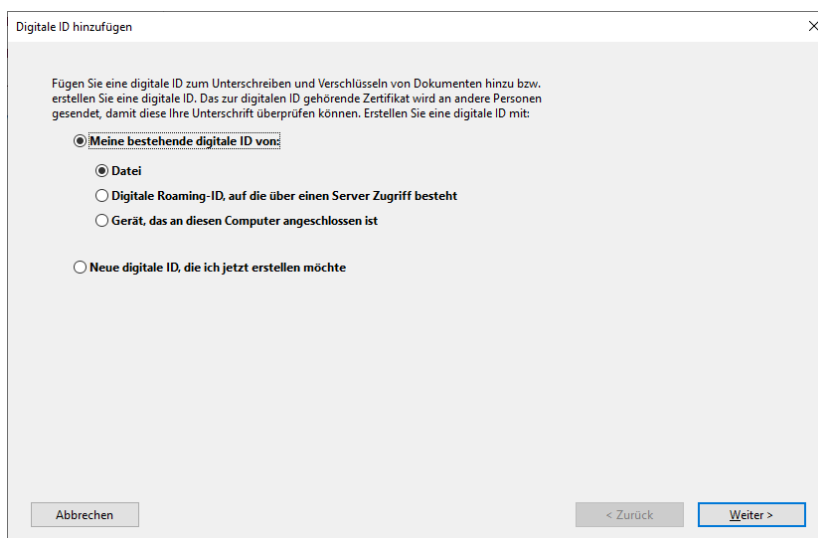 Digitale ID hinzufügen
Fügen Sie eine digitale ID zum Unterschreiben und Verschlüsseln von Dokumenten hinzu bzw.
erstellen Sie eine digitale ID. Das zur digitalen ID gehörende Zertifikat wird an andere Personen
gesendet, damit diese Ihre Unterschrift überprüfen können. Erstellen Sie eine digitale ID mit:
Meine bestehende digitale ID von:
Datei
Digitale Roaming-ID, auf die über einen Server Zugriff besteht
Gerät, das an diesen Computer angeschlossen ist
Neue digitale ID, die ich jetzt erstellen möchte
Abbrechen
< Zurück
Weiter >